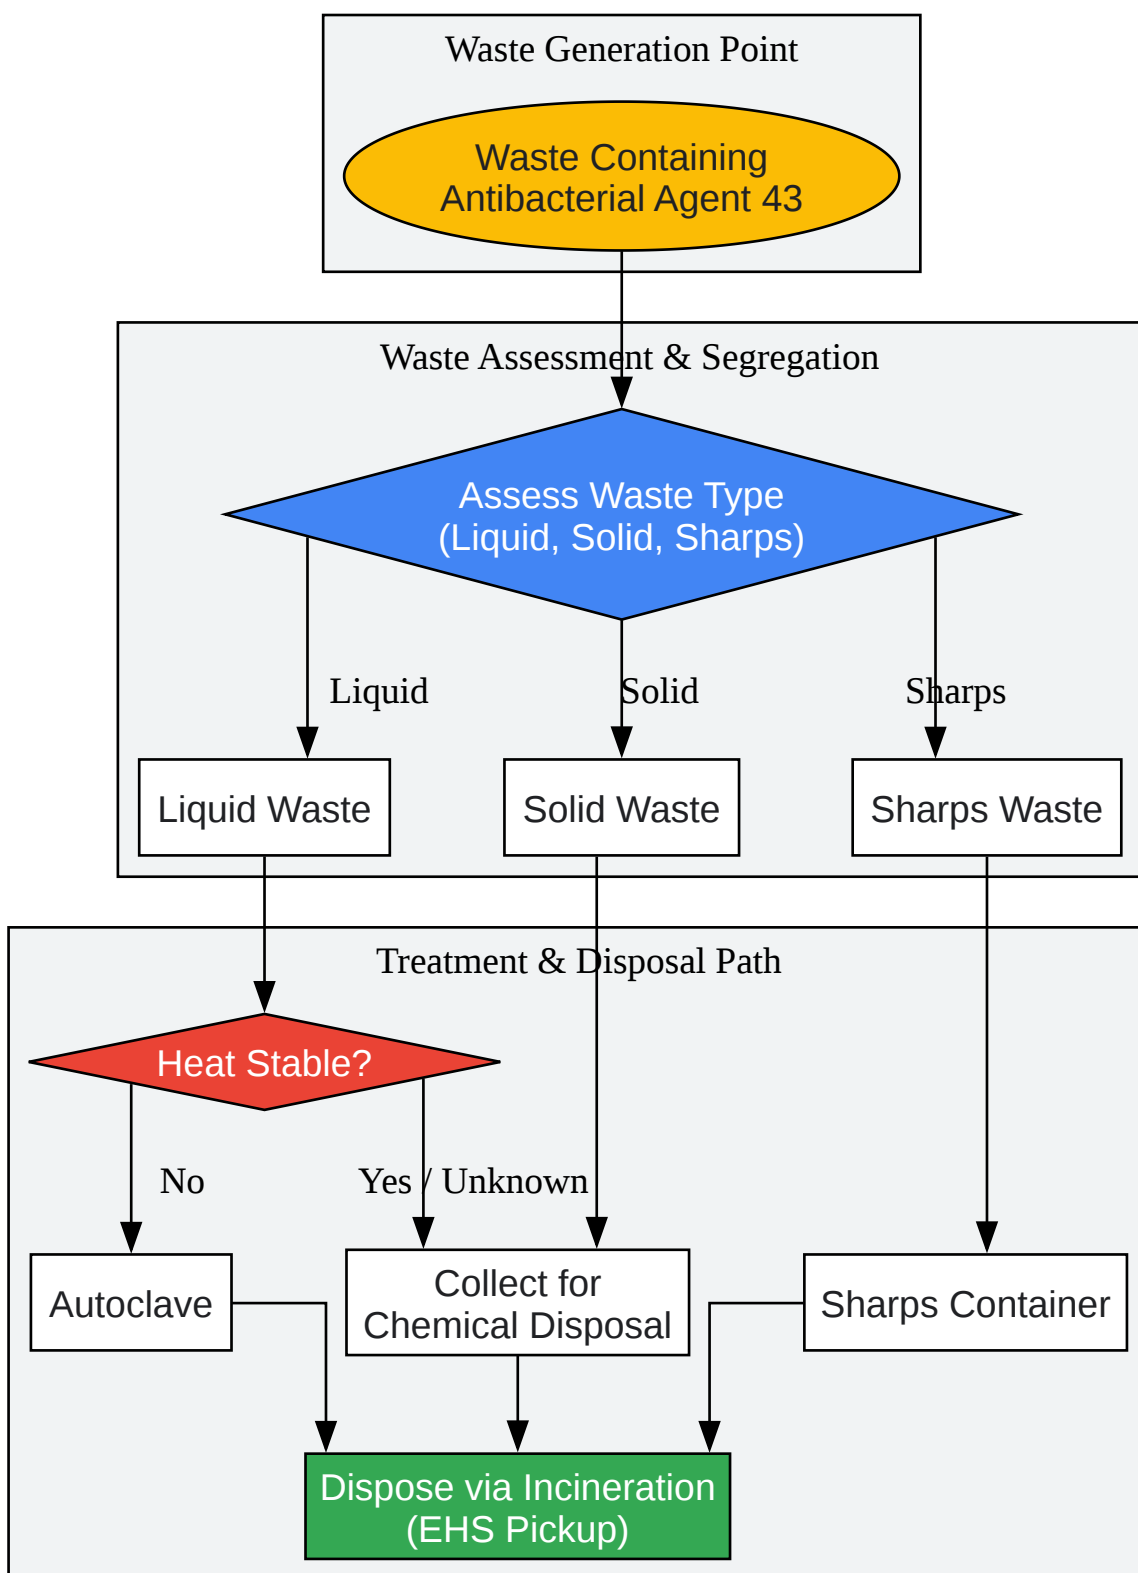 Waste Generation Point
Waste Containing
Antibacterial Agent 43
Waste Assessment & Segregation
Assess Waste Type
(Liquid, Solid, Sharps)
Liquid
Solid
Sharps
Liquid Waste
Solid Waste
Sharps Waste
Treatment & Disposal Path
Heat Stable?
No
Yes / Unknown
Autoclave
Collect for
Chemical Disposal
Sharps Container
Dispose via Incineration
(EHS Pickup)